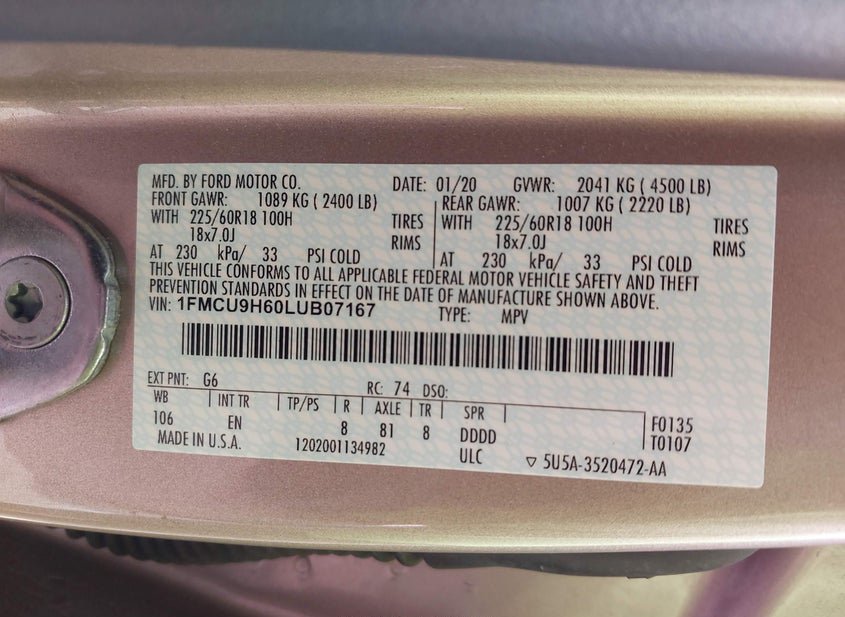 MFD. BY FORD MOTOR CO. DATE: 01/20 GVWR: 2041 KG ( 4500 LB)
FRONT GAWR: 1089 KG ( 2400 LB) REAR GAWR: 1007 KG ( 2220 LB)
WITH 225/60R18 100H TIRES WITH 225/60R18 100H TIRES
18x7.0J RIMS 18x7.0J RIMS
AT 230 kPa/ 33 PSI COLD AT 230 kPa/ 33 PSI COLD
THIS VEHICLE CONFORMS TO ALL APPLICABLE FEDERAL MOTOR VEHICLE SAFETY AND THEFT
PREVENTION STANDARDS IN EFFECT ON THE DATE OF MANUFACTURE SHOWN ABOVE.
VIN: 1FMCU9H60LUB07167 TYPE: MPV
EXT PNT: G6 RC: 74 DSO:
WB INT TR TP/PS R AXLE TR SPR
106 EN 8 81 8 DDDD F0135
MADE IN U.S.A. 1202001134982 ULC T0107
▽ 5U5A-3520472-AA